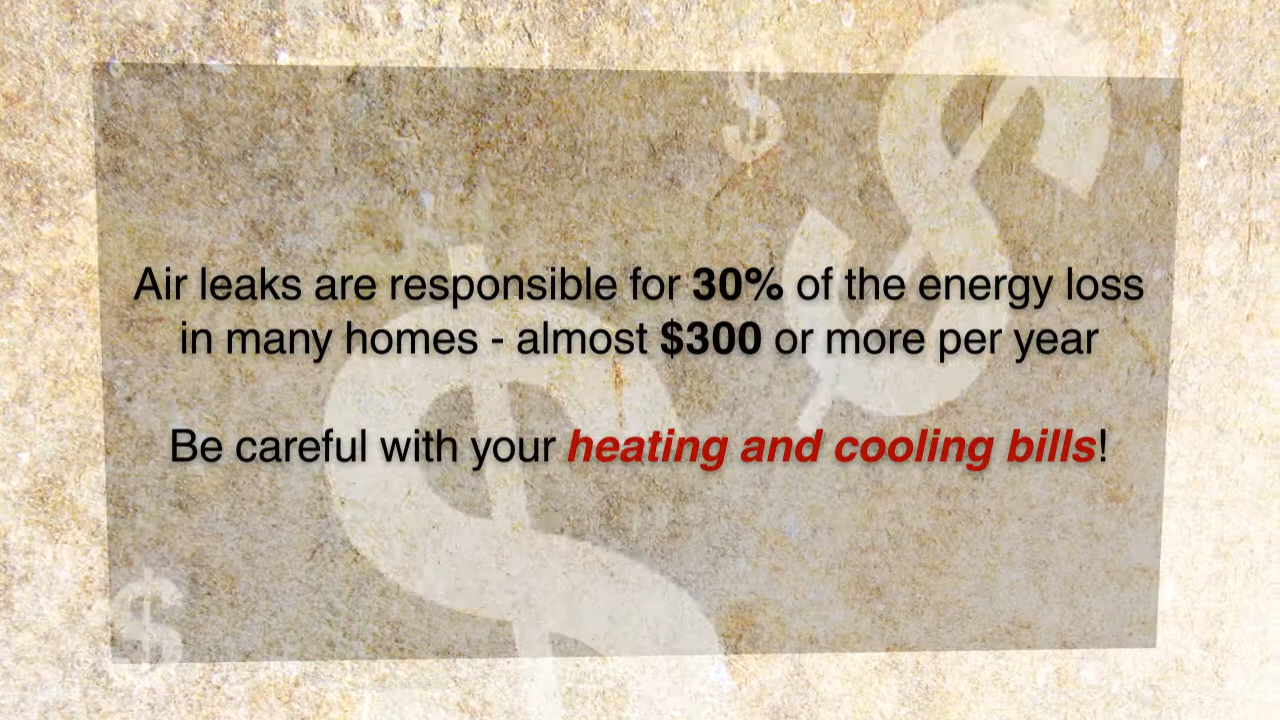 Air leaks are responsible for 30% of the energy loss
in many homes - almost $300 or more per year
Be careful with your heating and cooling bills!